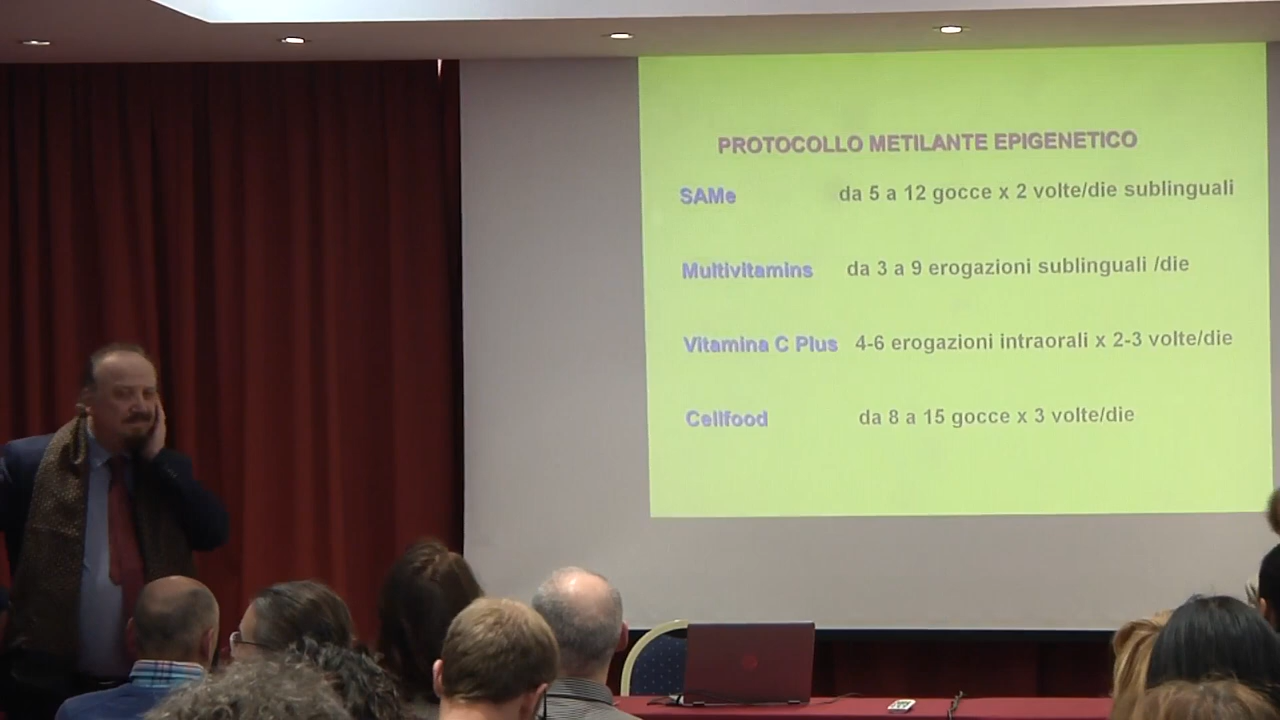 PROTOCOLLO METILANTE EPIGENETICO
SAMe da 5 a 12 gocce x 2 volte/die sublinguali
Multivitamins da 3 a 9 erogazioni sublinguali /die
Vitamina C Plus 4-6 erogazioni intraorali x 2-3 volte/die
Cellfood da 8 a 15 gocce x 3 volte/die